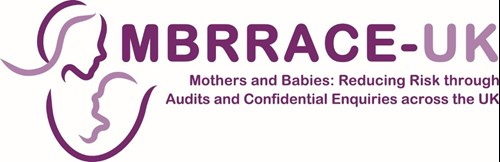 MBRRACE-UK
Mothers and Babies: Reducing Risk through
Audits and Confidential Enquiries across the UK